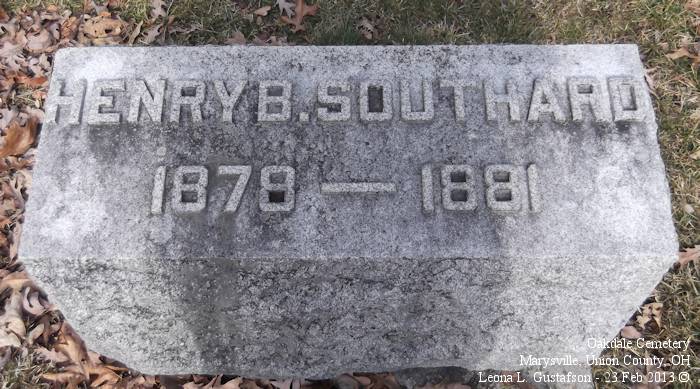 HENRY B. SOUTHARD
1879 — 1881
Oakdale Cemetery
Marysville, Union County, OH
Leona L. Gustafson 23 Feb 2013 ©